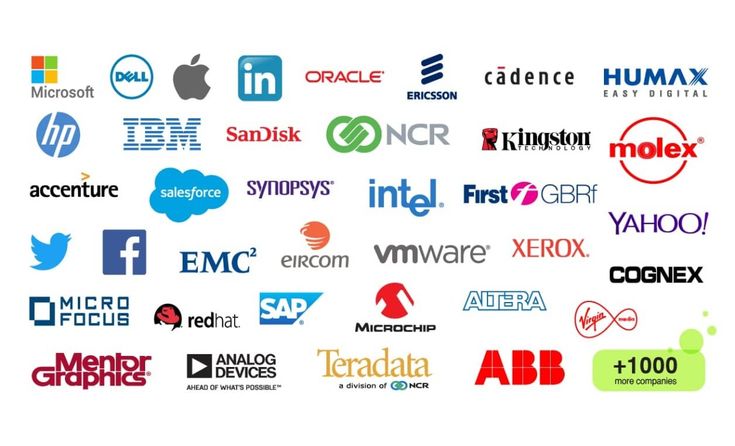 Microsoft
DELL
in
ORACLE®
ERICSSON
cādence
HUMAX
EASY DIGITAL
hp
IBM
SanDisk®
NCR
Kingston
TECHNOLOGY
molex®
accenture
salesforce
SYNOPSYS®
intel®
First GBRf
YAHOO!
f
EMC²
eircom
vmware®
XEROX®
COGNEX
MICRO
FOCUS
redhat.
SAP
MICROCHIP
ALTERA
Virgin media
Mentor
Graphics®
ANALOG
DEVICES
AHEAD OF WHAT'S POSSIBLE™
Teradata
a division of NCR
ABB
+1000
more companies